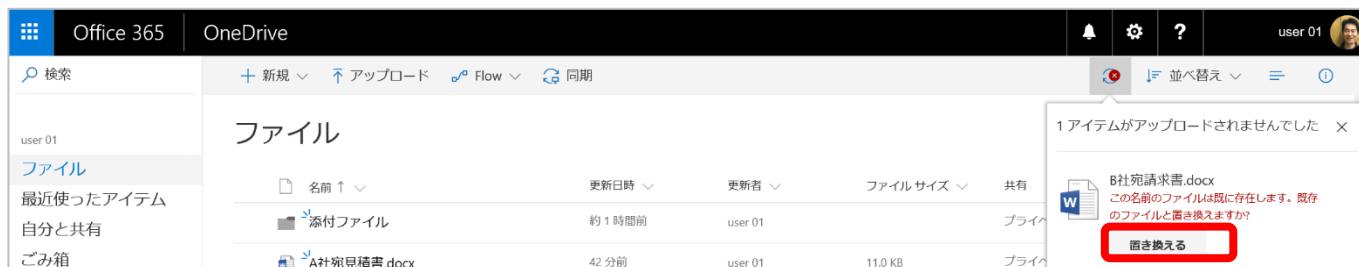 Office 365 OneDrive ? user 01
検索 + 新規 アップロード Flow 同期 並べ替え
user 01
ファイル
最近使ったアイテム
自分と共有
ごみ箱
ファイル
名前 ↑ 更新日時 更新者 ファイル サイズ 共有
添付ファイル 約 1 時間前 user 01
A社宛見積書.docx 42 分前 user 01 11.0 KB
1 アイテムがアップロードされませんでした ×
B社宛請求書.docx
この名前のファイルは既に存在します。既存
のファイルと置き換えますか?
置き換える